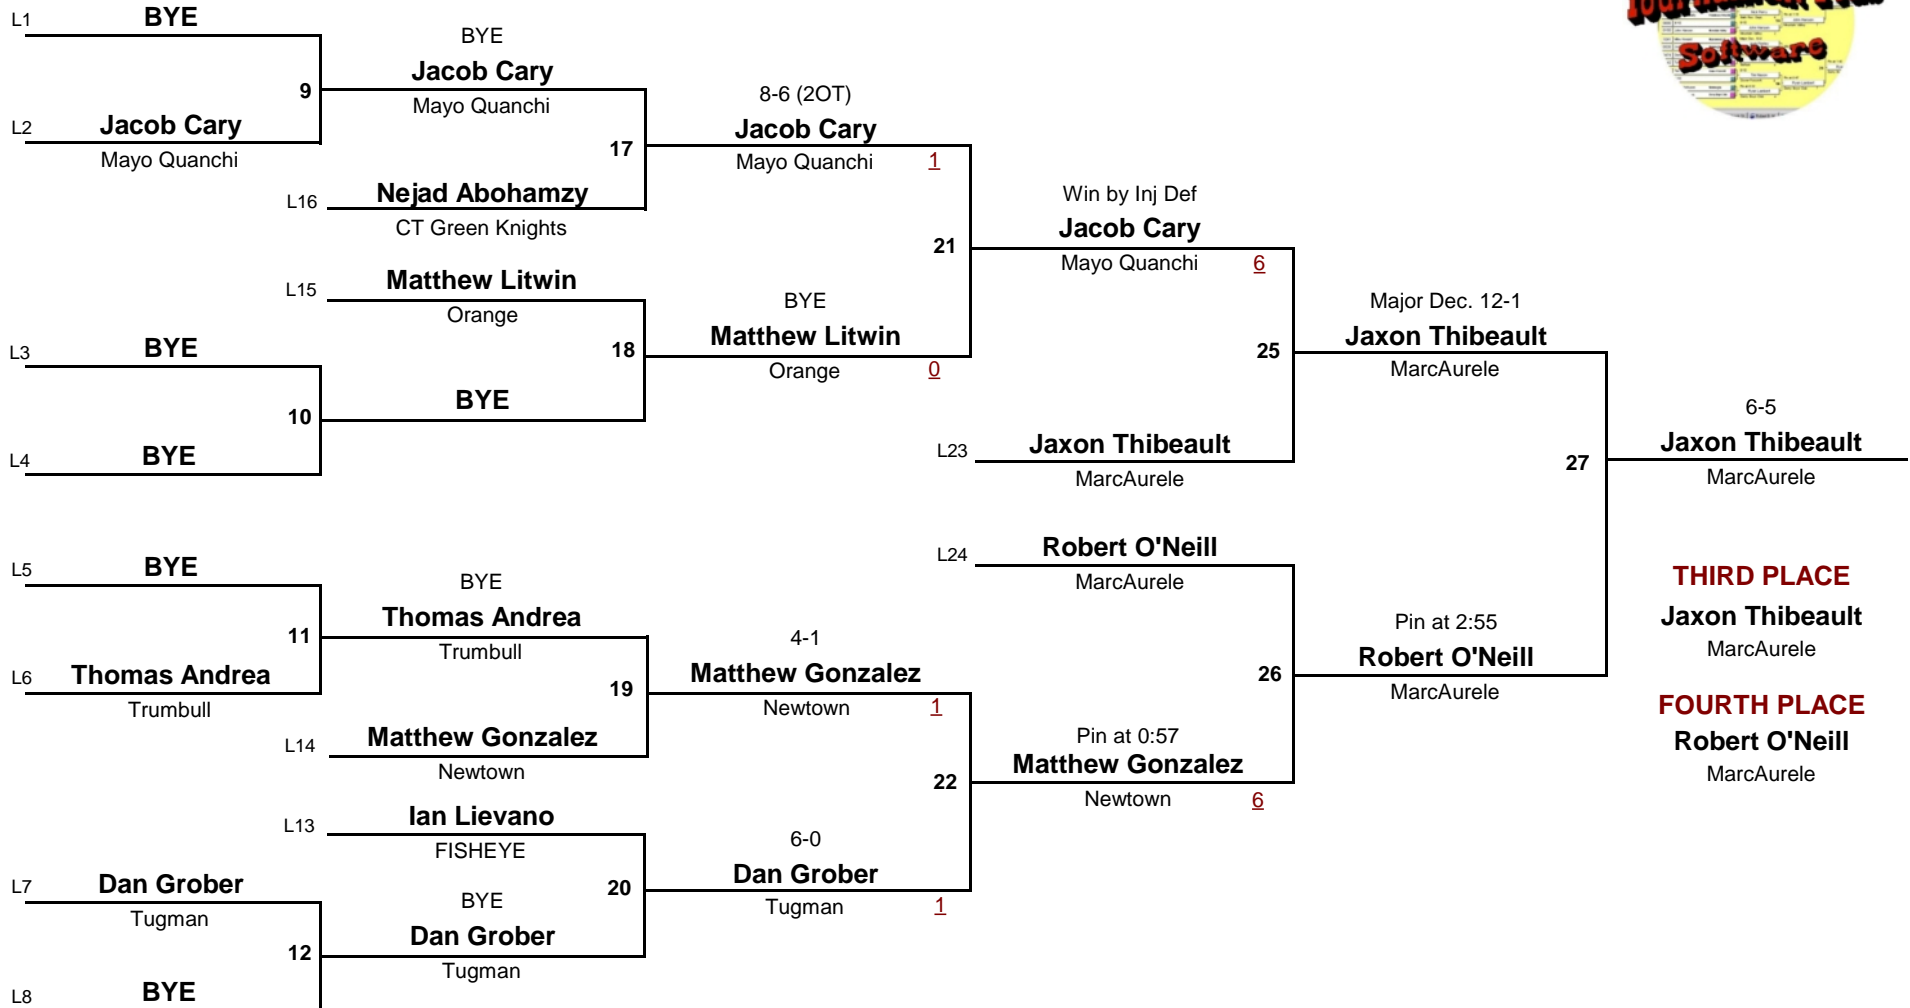 L1 BYE
BYE
Jacob Cary
Mayo Quanchi
9
L2 Jacob Cary
Mayo Quanchi
17
L16 Nejad Abohamzy
CT Green Knights
8-6 (2OT)
Jacob Cary
Mayo Quanchi 1
21
L15 Matthew Litwin
Orange
18
BYE
Matthew Litwin
Orange 0
L3 BYE
10
BYE
L4 BYE
Win by Inj Def
Jacob Cary
Mayo Quanchi 6
25
L23 Jaxon Thibeault
MarcAurele
Major Dec. 12-1
Jaxon Thibeault
MarcAurele
27
6-5
Jaxon Thibeault
MarcAurele
L5 BYE
BYE
Thomas Andrea
Trumbull
11
L6 Thomas Andrea
Trumbull
19
L14 Matthew Gonzalez
Newtown
4-1
Matthew Gonzalez
Newtown 1
22
L13 Ian Lievano
FISHEYE
20
6-0
Dan Grober
Tugman 1
L7 Dan Grober
Tugman
12
BYE
Dan Grober
Tugman
L8 BYE
L24 Robert O'Neill
MarcAurele
26
Pin at 0:57
Matthew Gonzalez
Newtown 6
Pin at 2:55
Robert O'Neill
MarcAurele
THIRD PLACE
Jaxon Thibeault
MarcAurele
FOURTH PLACE
Robert O'Neill
MarcAurele
Software